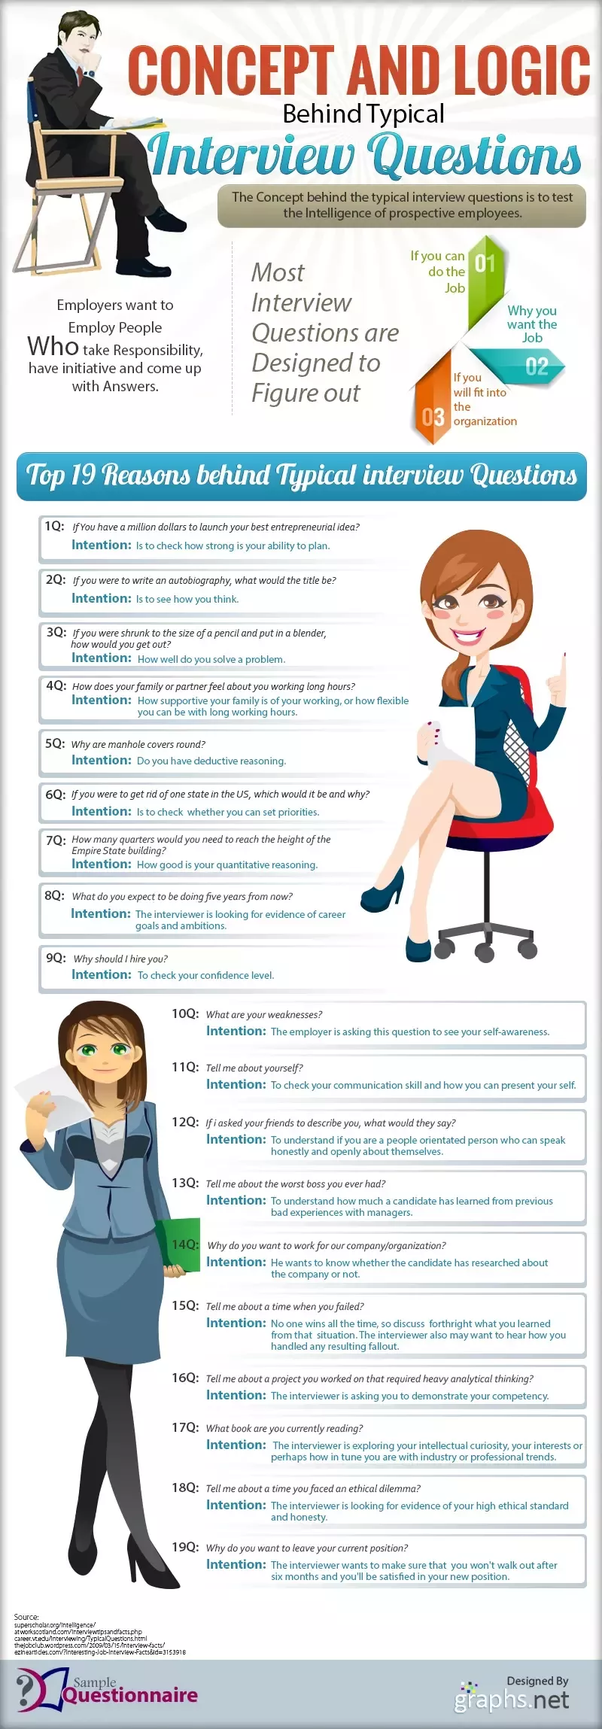 CONCEPT AND LOGIC
Behind Typical
Interview Questions
The Concept behind the typical interview questions is to test
the Intelligence of prospective employees.
Employers want to
Employ People
Who take Responsibility,
have initiative and come up
with Answers.
Most
Interview
Questions are
Designed to
Figure out
If you can
do the
Job
01
Why you
want the
Job
02
If you
will fit into
the
organization
03
Top 19 Reasons behind Typical interview Questions
1Q: If You have a million dollars to launch your best entrepreneurial idea?
Intention: Is to check how strong is your ability to plan.
2Q: If you were to write an autobiography, what would the title be?
Intention: Is to see how you think.
3Q: If you were shrunk to the size of a pencil and put in a blender,
how would you get out?
Intention: How well do you solve a problem.
4Q: How does your family or partner feel about you working long hours?
Intention: How supportive your family is of your working, or how flexible
you can be with long working hours.
5Q: Why are manhole covers round?
Intention: Do you have deductive reasoning.
6Q: If you were to get rid of one state in the US, which would it be and why?
Intention: Is to check whether you can set priorities.
7Q: How many quarters would you need to reach the height of the
Empire State building?
Intention: How good is your quantitative reasoning.
8Q: What do you expect to be doing five years from now?
Intention: The interviewer is looking for evidence of career
goals and ambitions.
9Q: Why should I hire you?
Intention: To check your confidence level.
10Q: What are your weaknesses?
Intention: The employer is asking this question to see your self-awareness.
11Q: Tell me about yourself?
Intention: To check your communication skill and how you can present your self.
12Q: If i asked your friends to describe you, what would they say?
Intention: To understand if you are a people orientated person who can speak
honestly and openly about themselves.
13Q: Tell me about the worst boss you ever had?
Intention: To understand how much a candidate has learned from previous
bad experiences with managers.
14Q: Why do you want to work for our company/organization?
Intention: He wants to know whether the candidate has researched about
the company or not.
15Q: Tell me about a time when you failed?
Intention: No one wins all the time, so discuss forthright what you learned
from that situation. The interviewer also may want to hear how you
handled any resulting fallout.
16Q: Tell me about a project you worked on that required heavy analytical thinking?
Intention: The interviewer is asking you to demonstrate your competency.
17Q: What book are you currently reading?
Intention: The interviewer is exploring your intellectual curiosity, your interests or
perhaps how in tune you are with industry or professional trends.
18Q: Tell me about a time you faced an ethical dilemma?
Intention: The interviewer is looking for evidence of your high ethical standard
and honesty.
19Q: Why do you want to leave your current position?
Intention: The interviewer wants to make sure that you won't walk out after
six months and you'll be satisfied in your new position.
Source:
superscholar.org/intelligence/
atworkscotland.com/interviewtipsandfacts.php
career.vt.edu/Interviewing/TypicalQuestions.html
thejobclub.wordpress.com/2009/03/15/interview-facts/
ezinearticles.com/?Interesting-Job-Interview-Facts&id=3153918
Sample
Questionnaire
Designed By
graphs.net